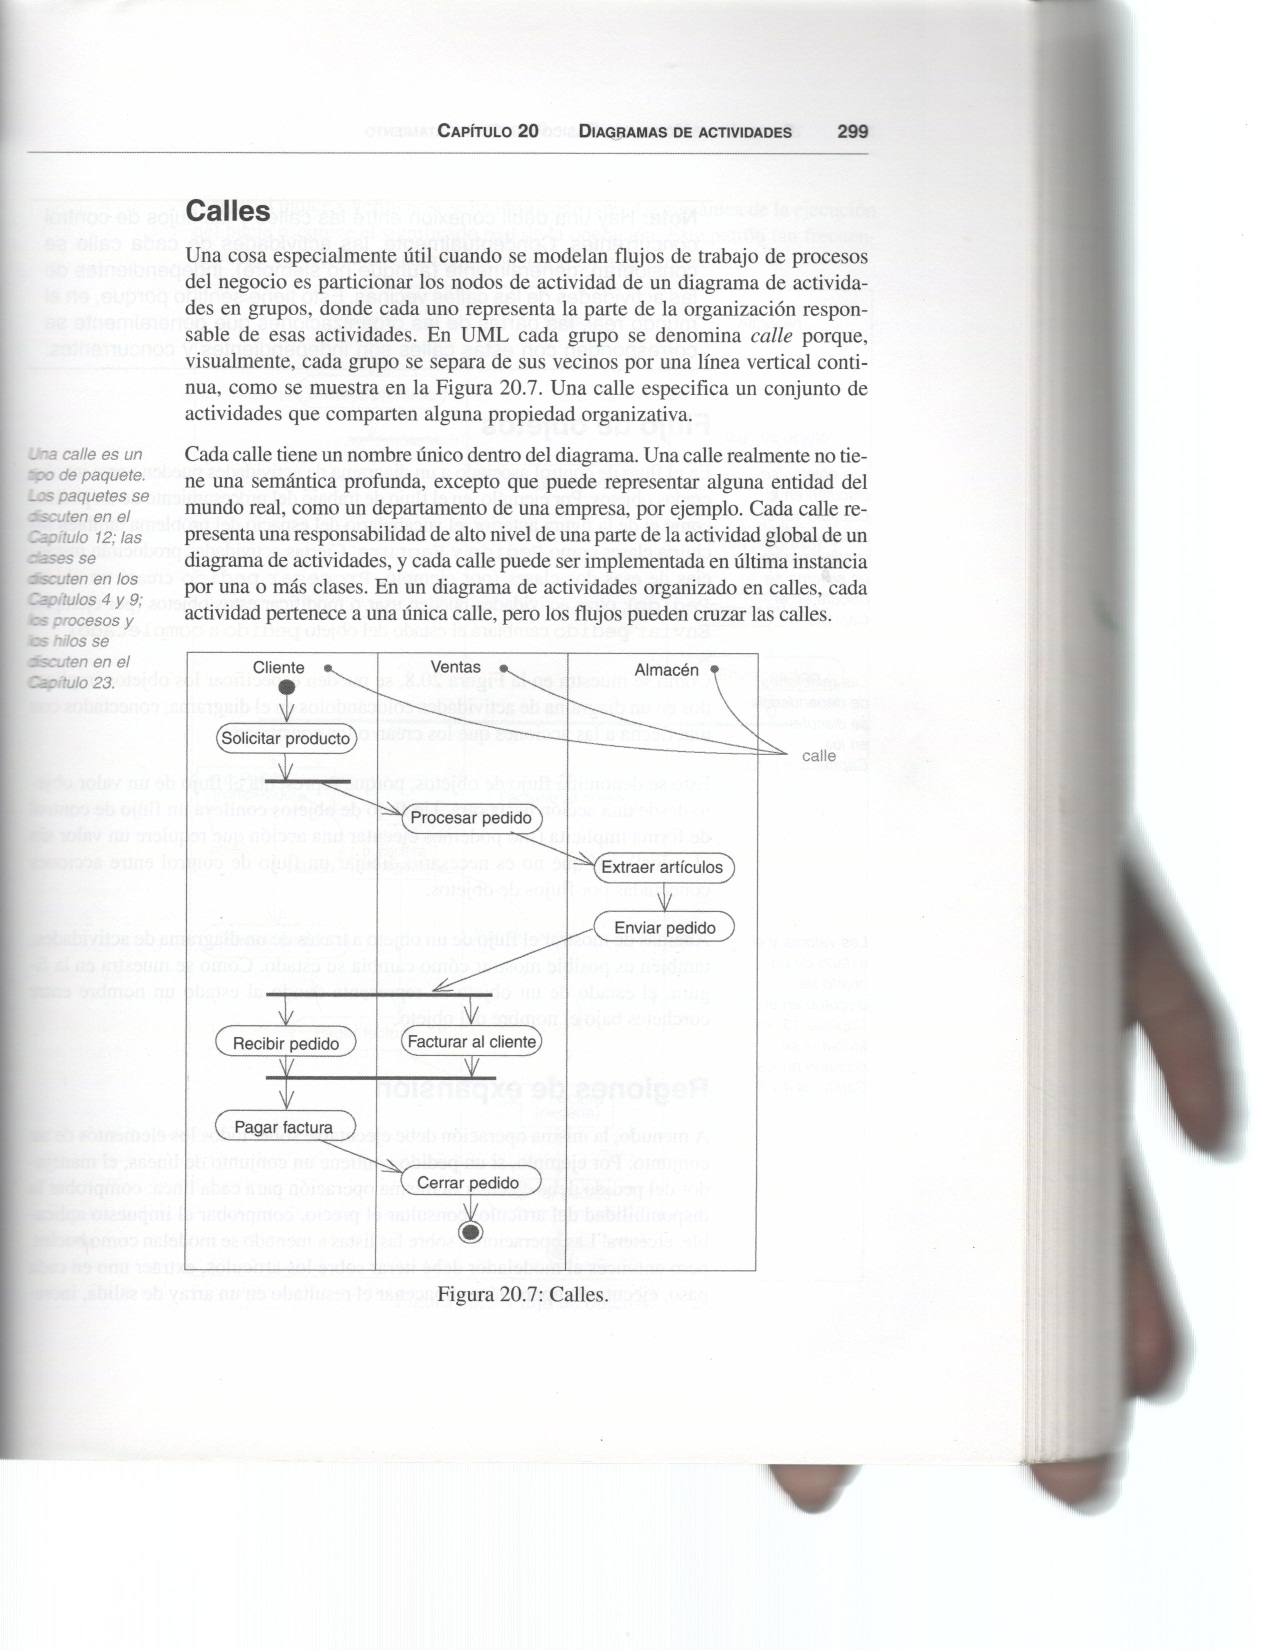 CAPÍTULO 20 DIAGRAMAS DE ACTIVIDADES 299
Calles
Una cosa especialmente útil cuando se modelan flujos de trabajo de procesos
del negocio es particionar los nodos de actividad de un diagrama de activida-
des en grupos, donde cada uno representa la parte de la organización respon-
sable de esas actividades. En UML cada grupo se denomina calle porque,
visualmente, cada grupo se separa de sus vecinos por una línea vertical conti-
nua, como se muestra en la Figura 20.7. Una calle especifica un conjunto de
actividades que comparten alguna propiedad organizativa.
Una calle es un
tipo de paquete.
Los paquetes se
discuten en el
Capítulo 12; las
clases se
discuten en los
Capítulos 4 y 9;
los procesos y
los hilos se
discuten en el
Capítulo 23.
Cada calle tiene un nombre único dentro del diagrama. Una calle realmente no tie-
ne una semántica profunda, excepto que puede representar alguna entidad del
mundo real, como un departamento de una empresa, por ejemplo. Cada calle re-
presenta una responsabilidad de alto nivel de una parte de la actividad global de un
diagrama de actividades, y cada calle puede ser implementada en última instancia
por una o más clases. En un diagrama de actividades organizado en calles, cada
actividad pertenece a una única calle, pero los flujos pueden cruzar las calles.
Cliente Ventas Almacén
Solicitar producto
calle
Procesar pedido
Extraer artículos
Enviar pedido
Recibir pedido Facturar al cliente
Pagar factura
Cerrar pedido
Figura 20.7: Calles.